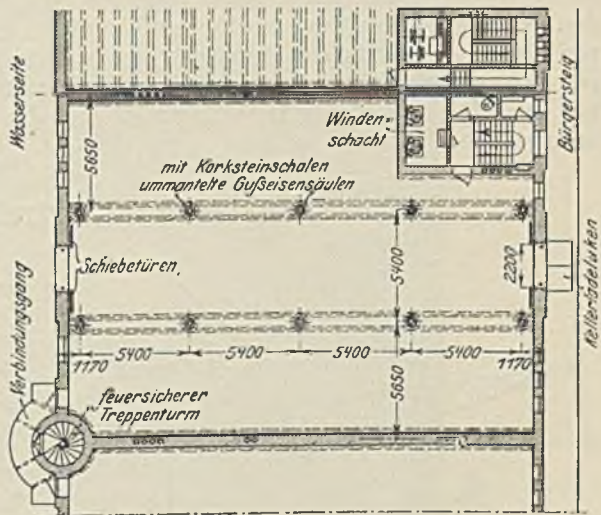 Wasserseite
5650
Winden-
schacht
Bürgersteig
mit Korksteinschalen
ummantelte Gußeisensäulen
Schiebetüren
5400
2200
Kellerladeluken
Verbindungsgang
1170
5400
5400
5400
5400
1170
feuersicherer
Treppenturm
5650